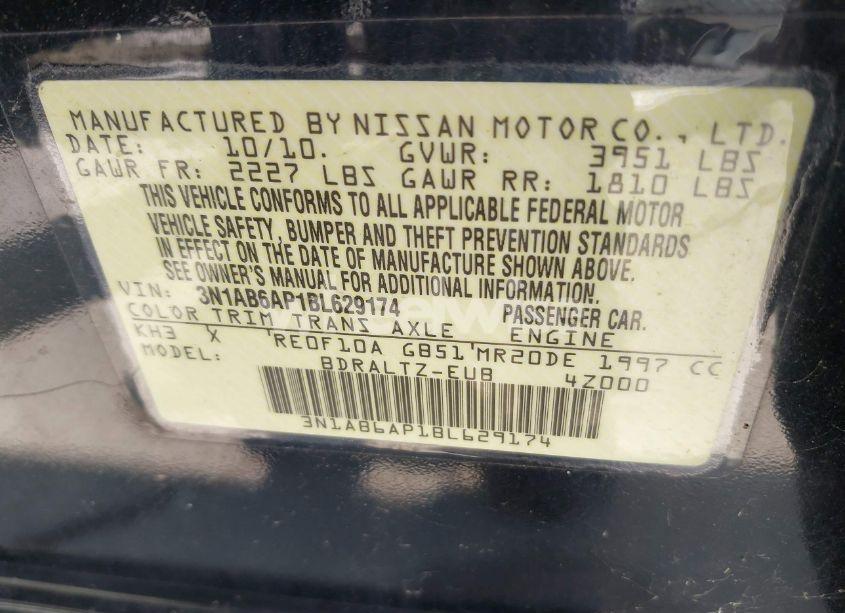 MANUFACTURED BY NISSAN MOTOR CO., LTD.
DATE: 10/10. GVWR: 3951 LBS
GAWR FR: 2227 LBS GAWR RR: 1810 LBS
THIS VEHICLE CONFORMS TO ALL APPLICABLE FEDERAL MOTOR
VEHICLE SAFETY, BUMPER AND THEFT PREVENTION STANDARDS
IN EFFECT ON THE DATE OF MANUFACTURE SHOWN ABOVE.
SEE OWNER'S MANUAL FOR ADDITIONAL INFORMATION.
VIN: 3N1AB6AP1BL629174 PASSENGER CAR.
COLOR TRIM TRANS AXLE ENGINE
KH3 X RE0F10A GB51 MR20DE 1997 CC
MODEL: BDRALTZ-EUB 4Z000
3N1AB6AP1BL629174